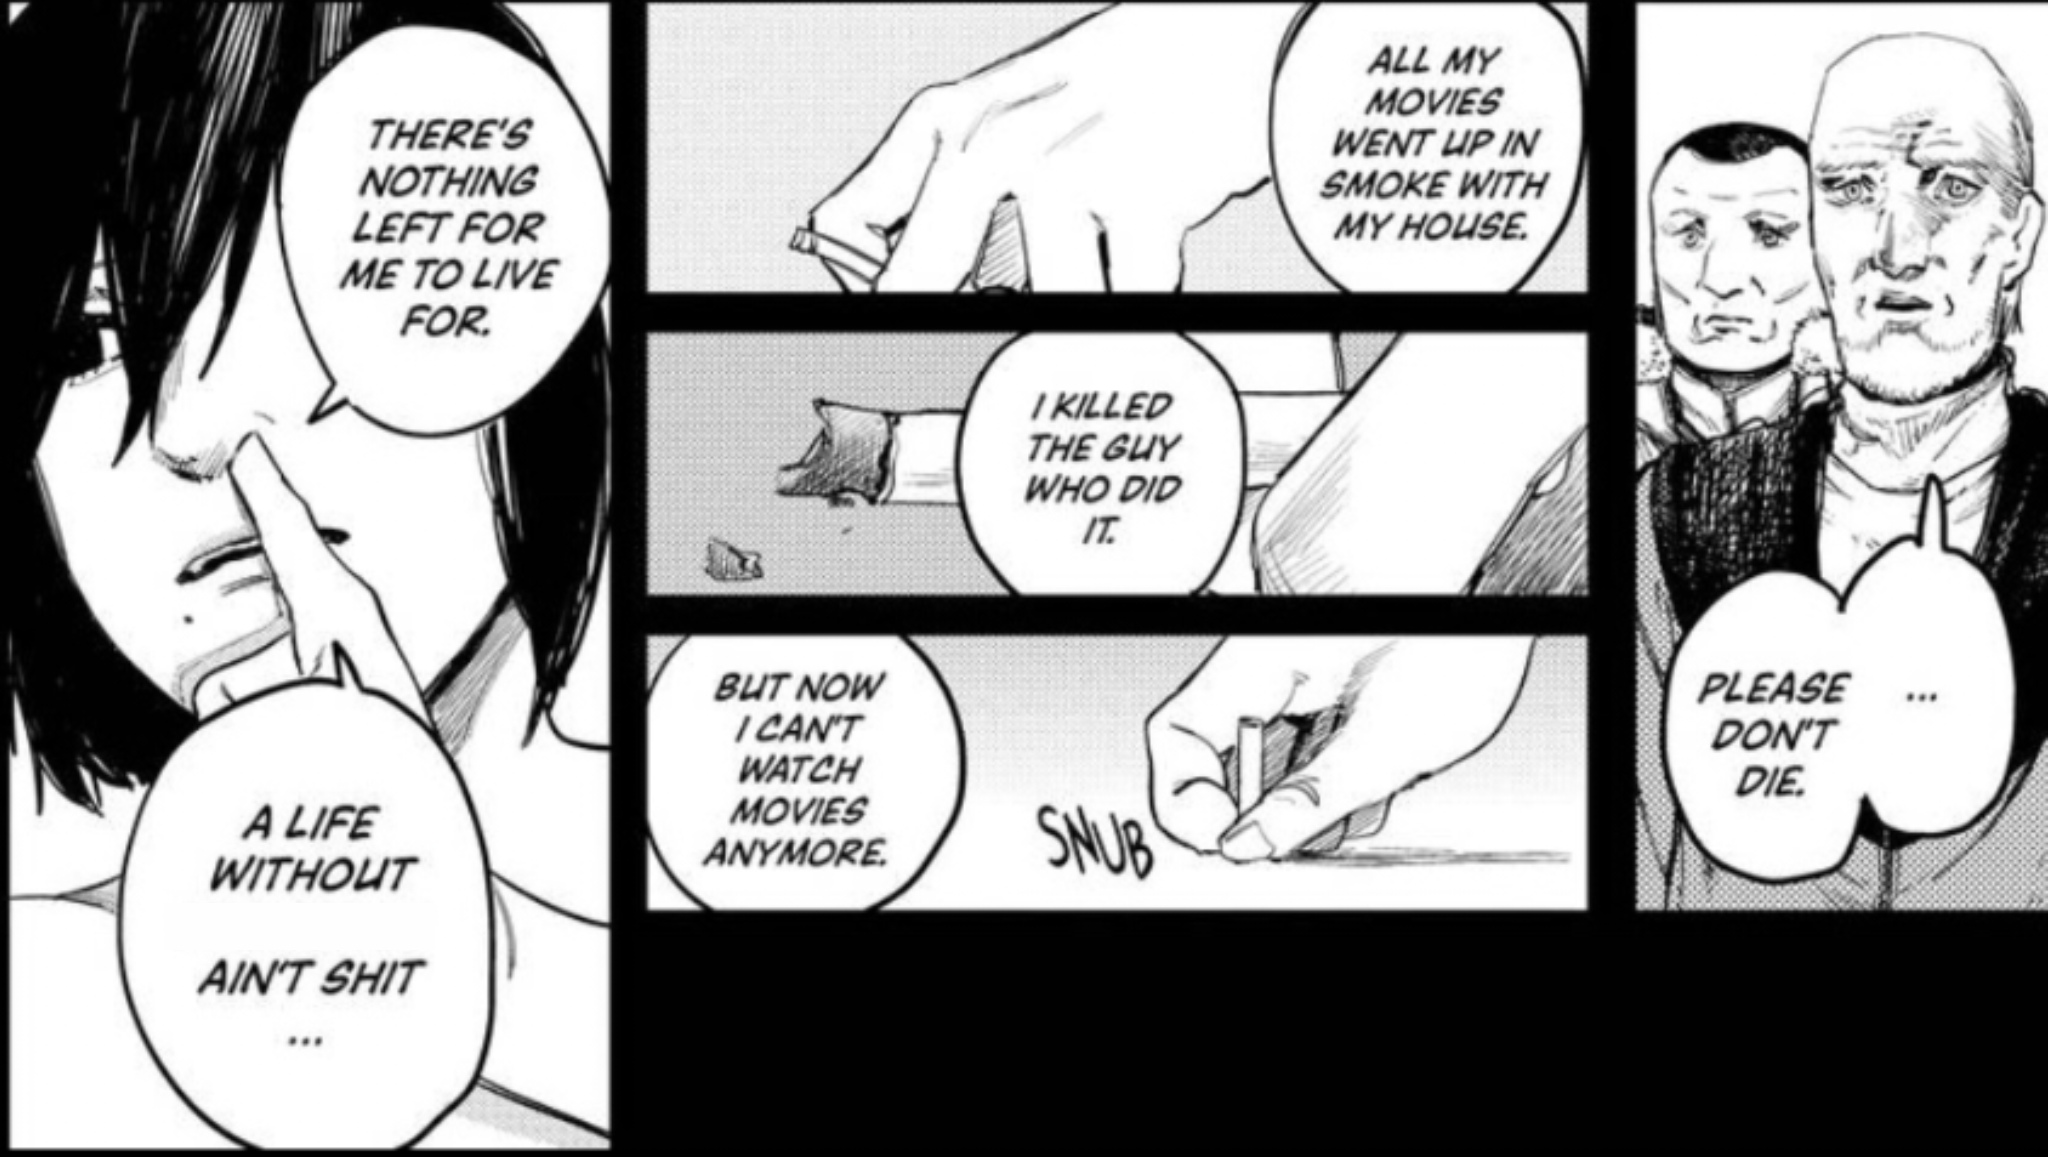 ...
PLEASE
DON'T
DIE.
ALL MY
MOVIES
WENT UP IN
SMOKE WITH
MY HOUSE.
I KILLED
THE GUY
WHO DID
IT.
BUT NOW
I CAN'T
WATCH
MOVIES
ANYMORE.
SNUB
THERE'S
NOTHING
LEFT FOR
ME TO LIVE
FOR.
A LIFE
WITHOUT
AIN'T SHIT
...